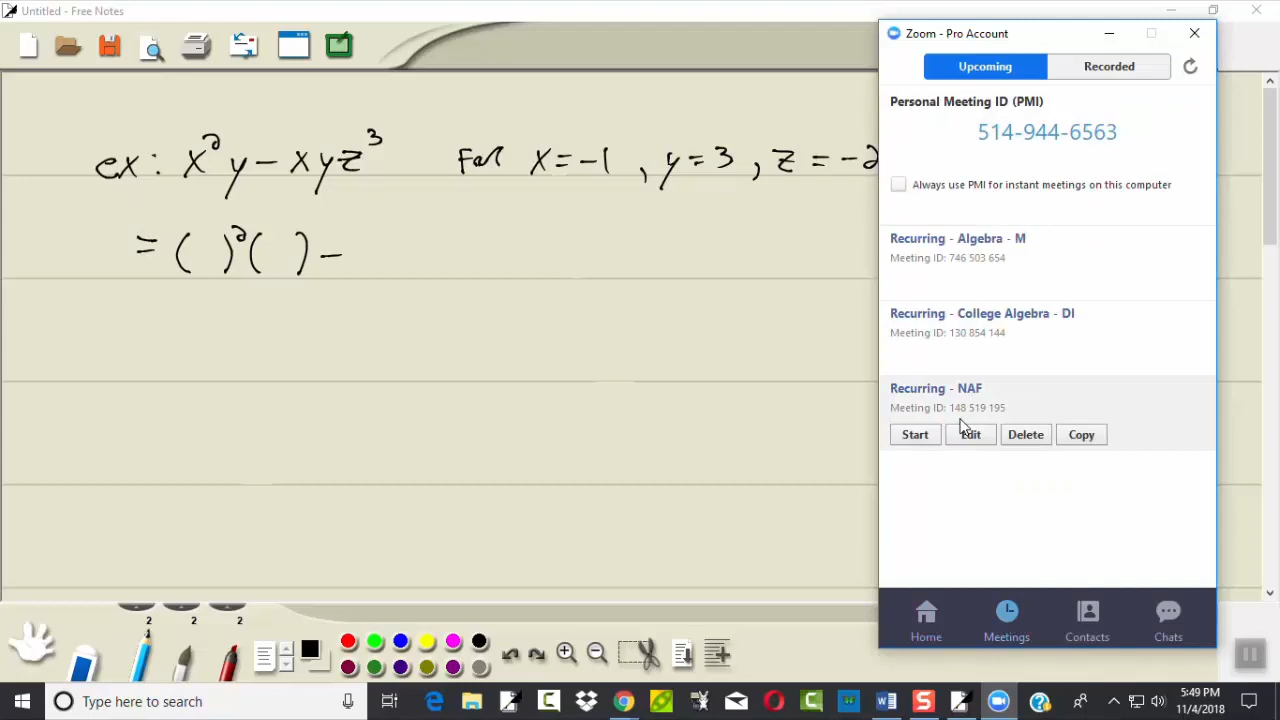 Untitled - Free Notes
Zoom - Pro Account
Upcoming
Recorded
Personal Meeting ID (PMI)
514-944-6563
Always use PMI for instant meetings on this computer
ex: x²y - xyz³ For x = -1, y = 3, z = -2
= ( )²( ) -
Recurring - Algebra - M
Meeting ID: 746 503 654
Recurring - College Algebra - DI
Meeting ID: 130 854 144
Recurring - NAF
Meeting ID: 148 519 195
Start
Edit
Delete
Copy
Home
Meetings
Contacts
Chats
2
2
2
Type here to search
5:49 PM
11/4/2018